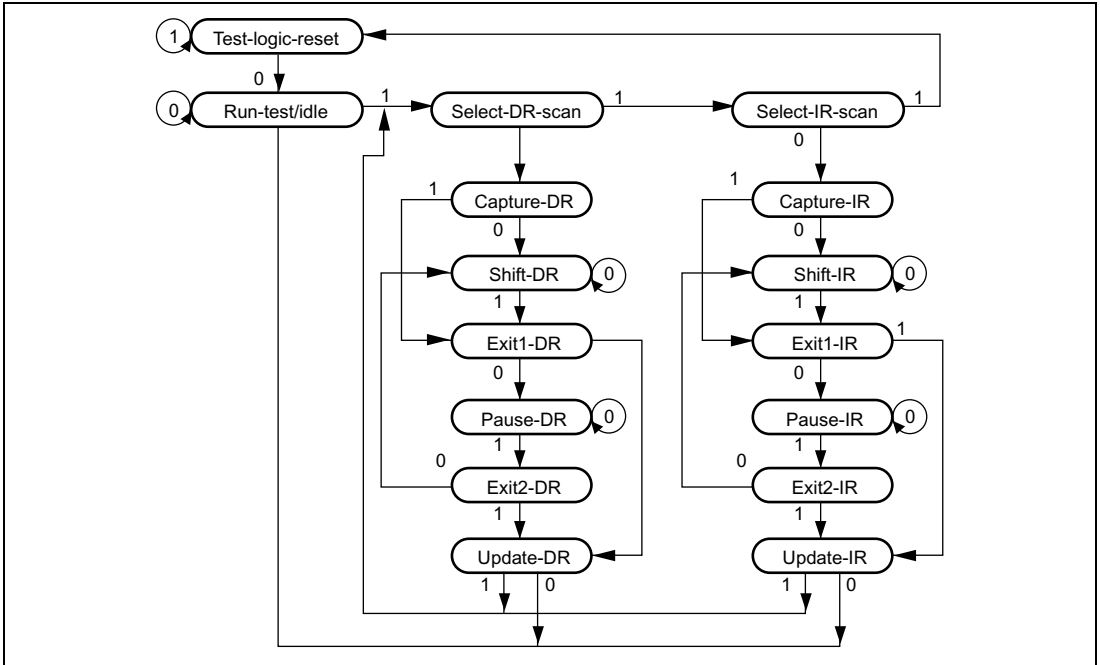 1 Test-logic-reset
0
0 Run-test/idle 1 Select-DR-scan 1 Select-IR-scan 1
0
1 Capture-DR 1 Capture-IR
0 0
Shift-DR 0 Shift-IR 0
1 1
Exit1-DR Exit1-IR 1
0 0
Pause-DR 0 Pause-IR 0
1 1
0 Exit2-DR 0 Exit2-IR
1 1
Update-DR Update-IR
1 0 1 0